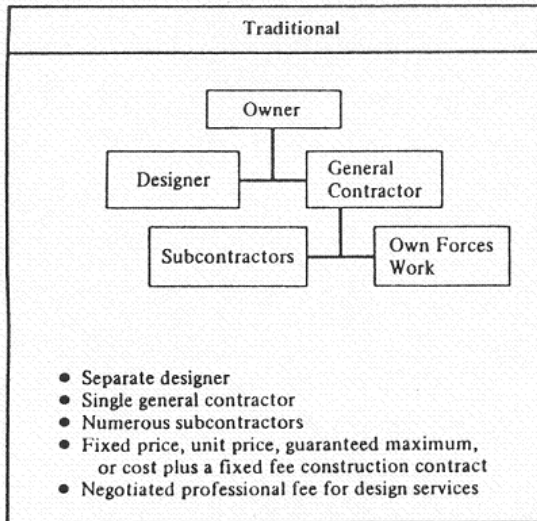 Traditional
Owner
Designer
General
Contractor
Subcontractors
Own Forces
Work
● Separate designer
● Single general contractor
● Numerous subcontractors
● Fixed price, unit price, guaranteed maximum,
or cost plus a fixed fee construction contract
● Negotiated professional fee for design services